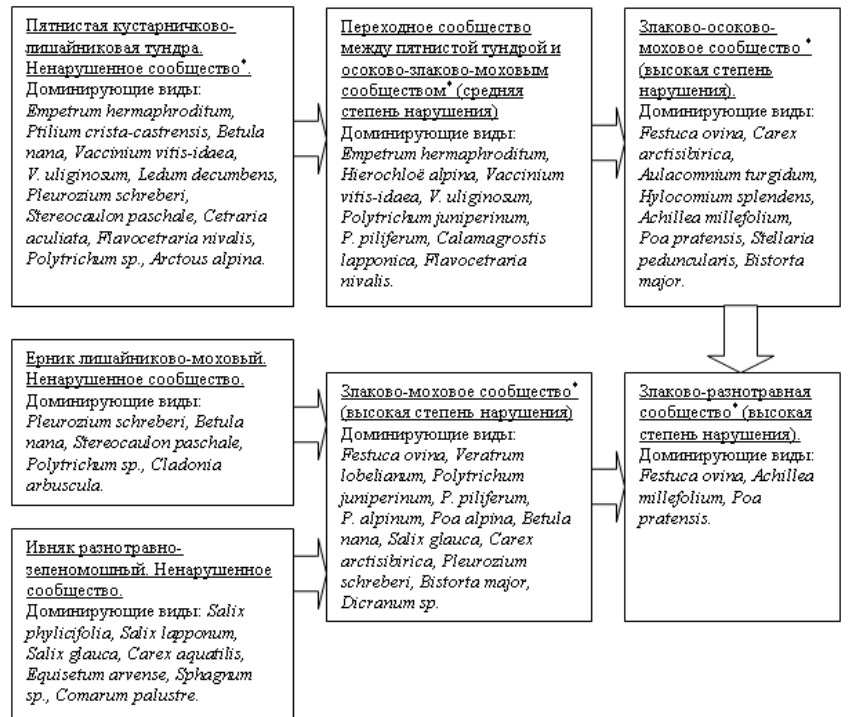 Пятнистая кустарничково-
лишайниковая тундра.
Ненарушенное сообщество*.
Доминирующие виды:
Empetrum hermaphroditum,
Ptilium crista-castrensis, Betula
nana, Vaccinium vitis-idaea,
V. uliginosum, Ledum decumbens,
Pleurozium schreberi,
Stereocaulon paschale, Cetraria
aculiata, Flavocetraria nivalis,
Polytrichum sp., Arctous alpina.
Переходное сообщество
между пятнистой тундрой и
осоково-злаково-моховым
сообществом* (средняя
степень нарушения)
Доминирующие виды:
Empetrum hermaphroditum,
Hierochloë alpina, Vaccinium
vitis-idaea, V. uliginosum,
Polytrichum juniperinum,
P. piliferum, Calamagrostis
lapponica, Flavocetraria
nivalis.
Злаково-осоково-
моховое сообщество*
(высокая степень
нарушения).
Доминирующие виды:
Festuca ovina, Carex
arctisibirica,
Aulacomnium turgidum,
Hylocomium splendens,
Achillea millefolium,
Poa pratensis, Stellaria
peduncularis, Bistorta
major.
Ерник лишайниково-моховый.
Ненарушенное сообщество.
Доминирующие виды:
Pleurozium schreberi, Betula
nana, Stereocaulon paschale,
Polytrichum sp., Cladonia
arbuscula.
Ивняк разнотравно-
зеленомошный. Ненарушенное
сообщество.
Доминирующие виды: Salix
phylicifolia, Salix lapponum,
Salix glauca, Carex aquatilis,
Equisetum arvense, Sphagnum
sp., Comarum palustre.
Злаково-моховое сообщество*
(высокая степень нарушения)
Доминирующие виды:
Festuca ovina, Veratrum
lobelianum, Polytrichum
juniperinum, P. piliferum,
P. alpinum, Poa alpina, Betula
nana, Salix glauca, Carex
arctisibirica, Pleurozium
schreberi, Bistorta major,
Dicranum sp.
Злаково-разнотравная
сообщество* (высокая
степень нарушения).
Доминирующие виды:
Festuca ovina, Achillea
millefolium, Poa
pratensis.